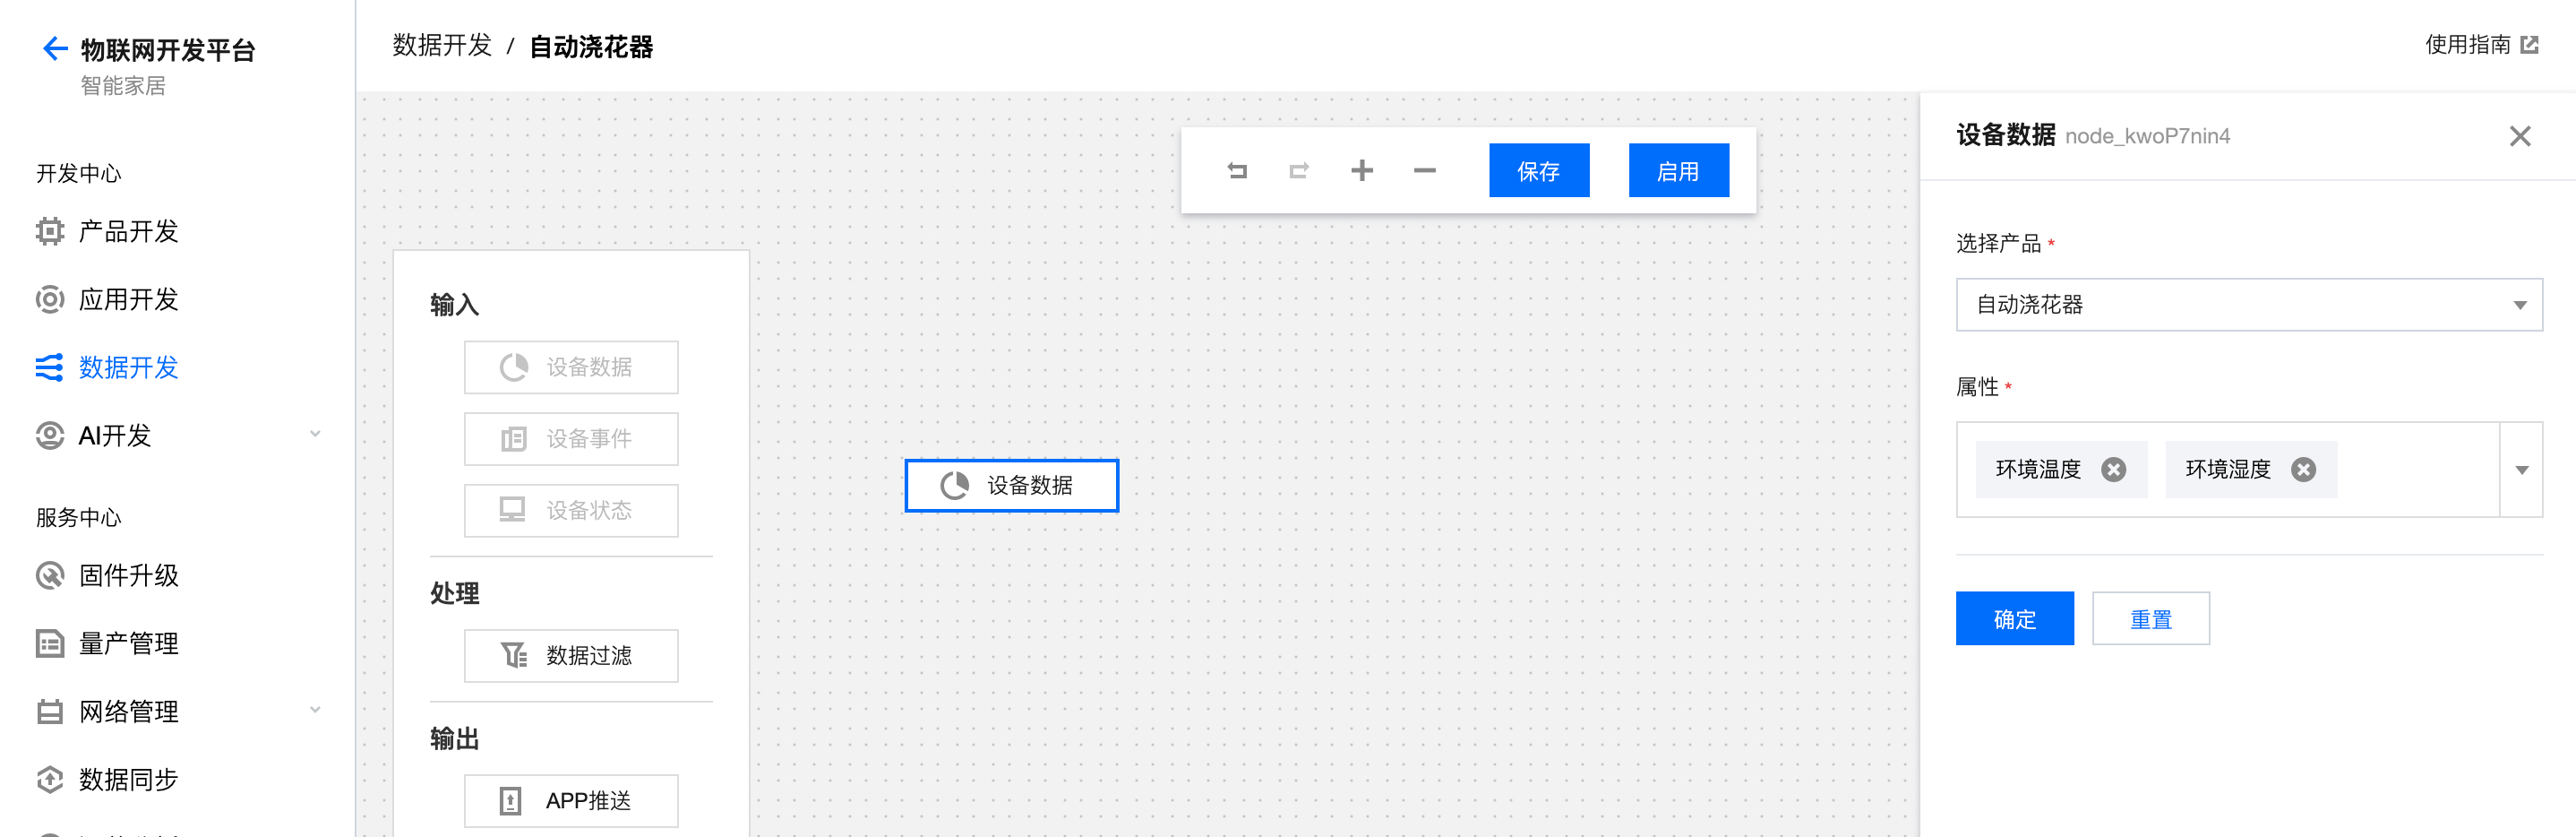 物联网开发平台
智能家居
开发中心
产品开发
应用开发
数据开发
AI开发
服务中心
固件升级
量产管理
网络管理
数据同步
数据开发 / 自动浇花器
使用指南
保存
启用
输入
设备数据
设备事件
设备状态
处理
数据过滤
输出
APP推送
设备数据
设备数据 node_kwoP7nin4
选择产品 *
自动浇花器
属性 *
环境温度
环境湿度
确定
重置